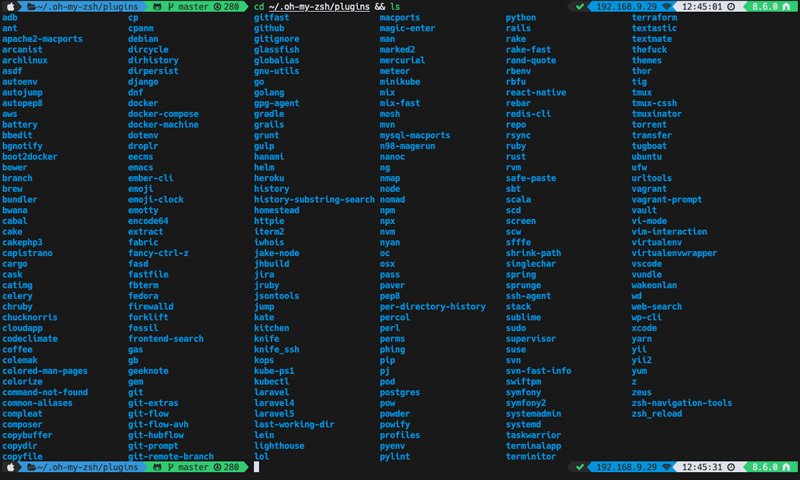 ~/.oh-my-zsh/plugins master 280 cd ~/.oh-my-zsh/plugins && ls 192.168.9.29 12:45:01 8.6.0
adb cp gitfast macports python terraform
ant cpanm github magic-enter rails textastic
apache2-macports debian gitignore man rake textmate
arcanist dircycle glassfish marked2 rake-fast thefuck
archlinux dirhistory globalias mercurial rand-quote themes
asdf dirpersist gnu-utils meteor rbenv thor
autoenv django go minikube rbfu tig
autojump dnf golang mix react-native tmux
autopep8 docker gpg-agent mix-fast rebar tmux-cssh
aws docker-compose gradle mosh redis-cli tmuxinator
battery docker-machine grails mvn repo torrent
bbedit dotenv grunt mysql-macports rsync transfer
bgnotify droplr gulp n98-magerun ruby tugboat
boot2docker eecms hanami nanoc rust ubuntu
bower emacs helm ng rvm ufw
branch ember-cli heroku nmap safe-paste urltools
brew emoji history node sbt vagrant
bundler emoji-clock history-substring-search nomad scala vagrant-prompt
bwana emotty homestead npm scd vault
cabal encode64 httpie npx screen vi-mode
cake extract iterm2 nvm scw vim-interaction
cakephp3 fabric iwhois nyan sfffe virtualenv
capistrano fancy-ctrl-z jake-node oc shrink-path virtualenvwrapper
cargo fasd jhbuild osx singlechar vscode
cask fastfile jira pass spring vundle
catimg fbterm jruby paver sprunge wakeonlan
celery fedora jsontools pep8 ssh-agent wd
chruby firewalld jump per-directory-history stack web-search
chucknorris forklift kate percol sublime wp-cli
cloudapp fossil kitchen perl sudo xcode
codeclimate frontend-search knife perms supervisor yarn
coffee gas knife_ssh phing suse yii
colemak gb kops pip svn yii2
colored-man-pages geeknote kube-ps1 pj svn-fast-info yum
colorize gem kubectl pod swiftpm z
command-not-found git laravel postgres symfony zeus
common-aliases git-extras laravel4 pow symfony2 zsh-navigation-tools
compleat git-flow laravel5 powder systemadmin zsh_reload
composer git-flow-avh last-working-dir powify systemd
copybuffer git-hubflow lein profiles taskwarrior
copydir git-prompt lighthouse pyenv terminalapp
copyfile git-remote-branch lol pylint terminitor
~/.oh-my-zsh/plugins master 280 192.168.9.29 12:45:31 8.6.0